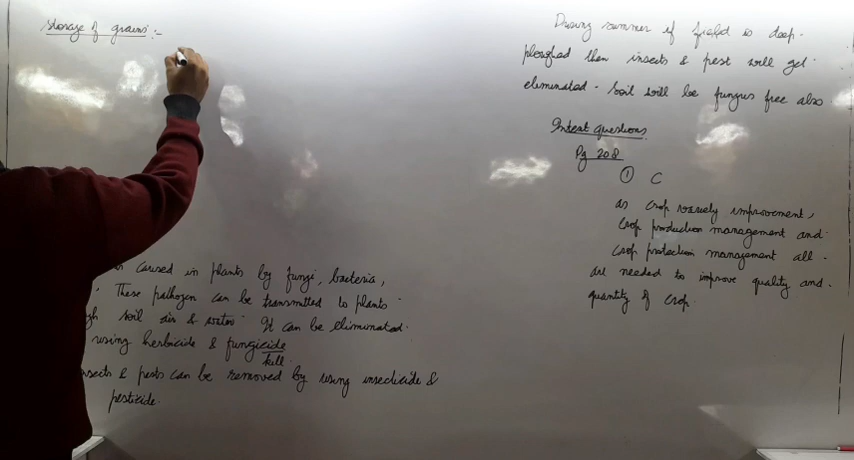 Storage of grains :-
caused in plants by fungi, bacteria,
These pathogen can be transmitted to plants
soil air & water. It can be eliminated.
using herbicide & fungicide
kill.
& pests can be removed by using insecticide &
pesticide.
During summer if field is deep.
ploughed then insects & pest will get.
eliminated. Soil will be fungus free also.
Intext questions
Pg 208
① C
as crop variety improvement,
crop production management and.
crop protection management all.
are needed to improve quality and.
quantity of crop.